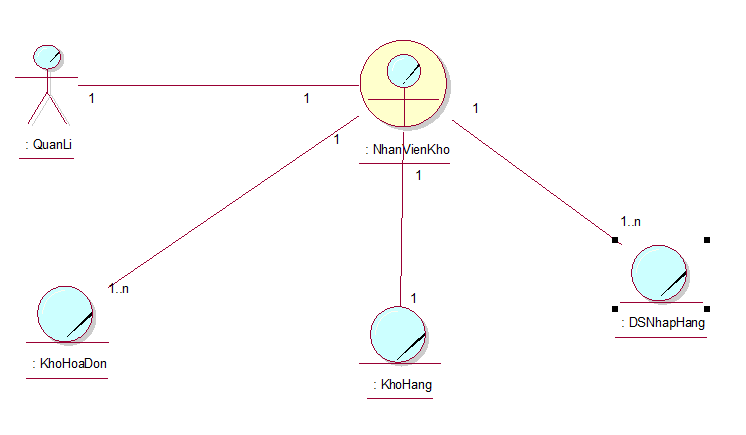 1
1
1
: QuanLi
: NhanVienKho
1
1
1..n
1..n
1
: DSNhapHang
: KhoHoaDon
: KhoHang